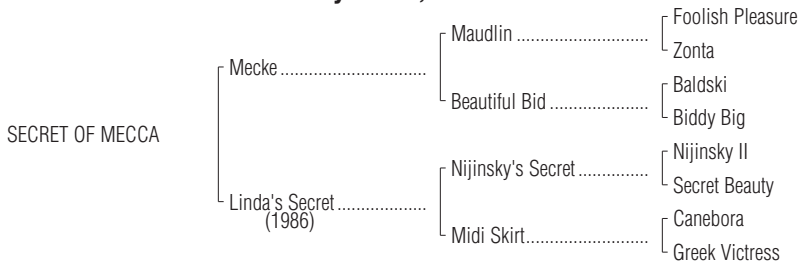 Foolish Pleasure
Maudlin ............................
Zonta
Mecke ...............................
Baldski
Beautiful Bid .....................
Biddy Big
SECRET OF MECCA
Nijinsky II
Nijinsky's Secret ...............
Secret Beauty
Linda's Secret ...................
(1986)
Canebora
Midi Skirt..........................
Greek Victress